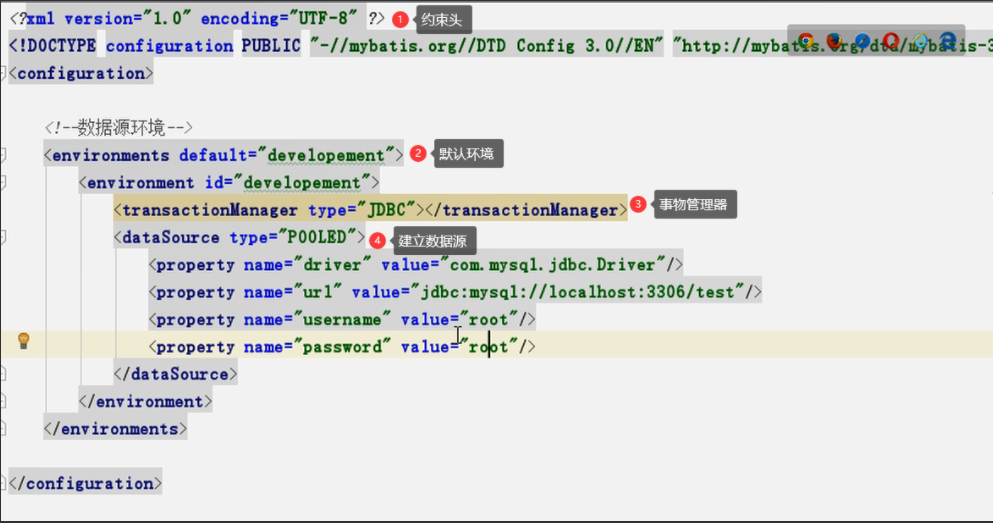 <?xml version="1.0" encoding="UTF-8" ?> 1 约束头
<!DOCTYPE configuration PUBLIC "-//mybatis.org//DTD Config 3.0//EN" "http://mybatis.org/dtd/mybatis-3
<configuration>
<!--数据源环境-->
<environments default="developement"> 2 默认环境
<environment id="developement">
<transactionManager type="JDBC"></transactionManager> 3 事物管理器
<dataSource type="POOLED"> 4 建立数据源
<property name="driver" value="com.mysql.jdbc.Driver"/>
<property name="url" value="jdbc:mysql://localhost:3306/test"/>
<property name="username" value="root"/>
<property name="password" value="root"/>
</dataSource>
</environment>
</environments>
</configuration>